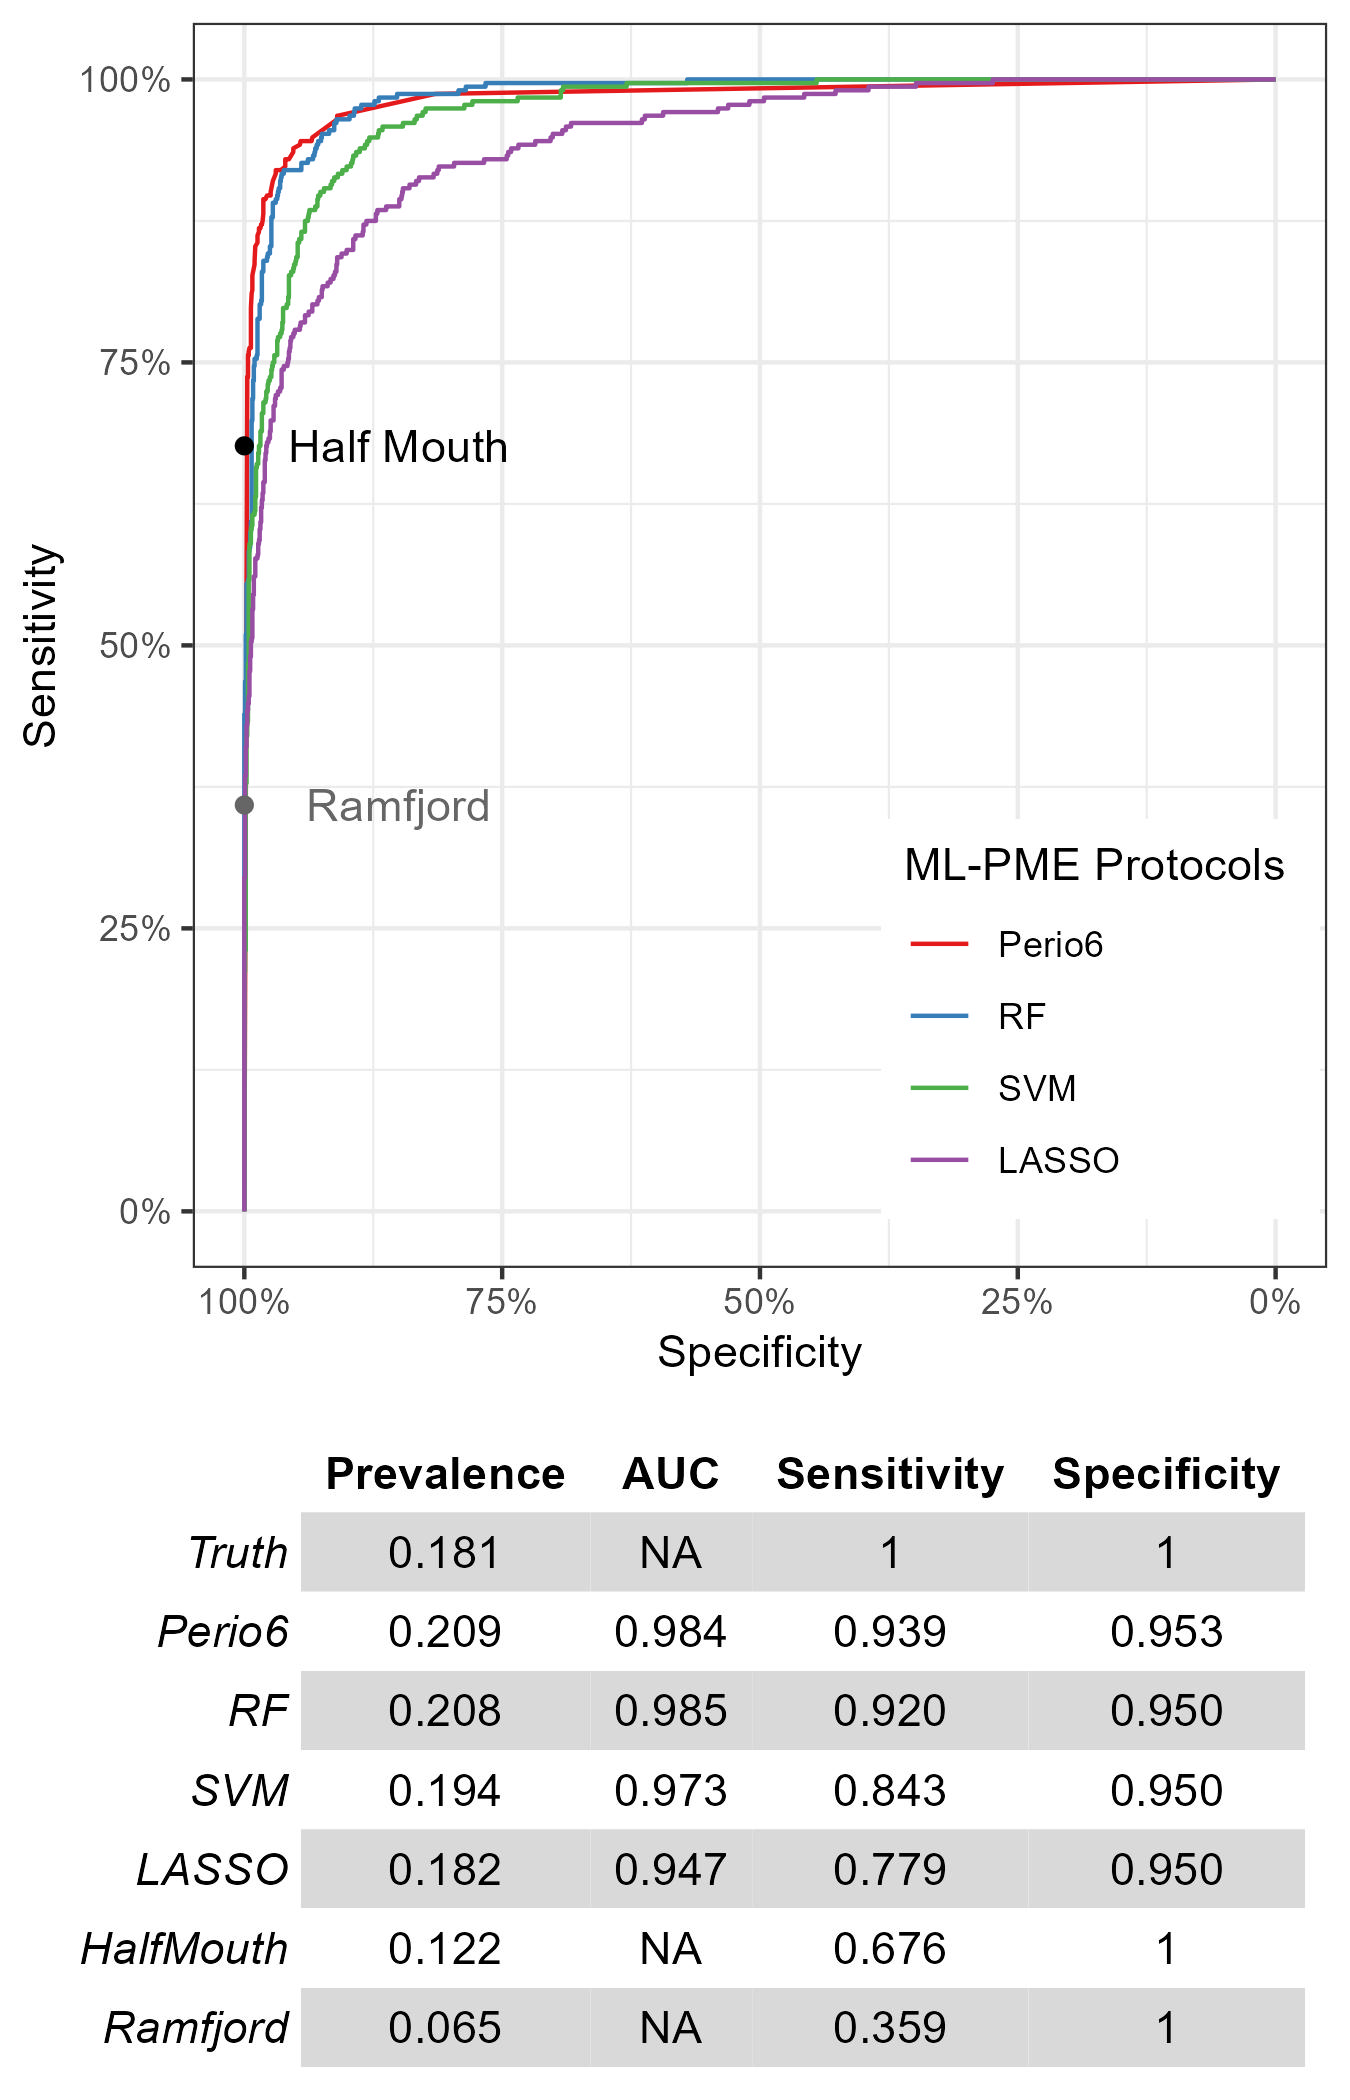 100%
75%
Half Mouth
50%
Sensitivity
Ramfjord
25%
0%
ML-PME Protocols
Perio6
RF
SVM
LASSO
100% 75% 50% 25% 0%
Specificity
Prevalence AUC Sensitivity Specificity
Truth 0.181 NA 1 1
Perio6 0.209 0.984 0.939 0.953
RF 0.208 0.985 0.920 0.950
SVM 0.194 0.973 0.843 0.950
LASSO 0.182 0.947 0.779 0.950
HalfMouth 0.122 NA 0.676 1
Ramfjord 0.065 NA 0.359 1